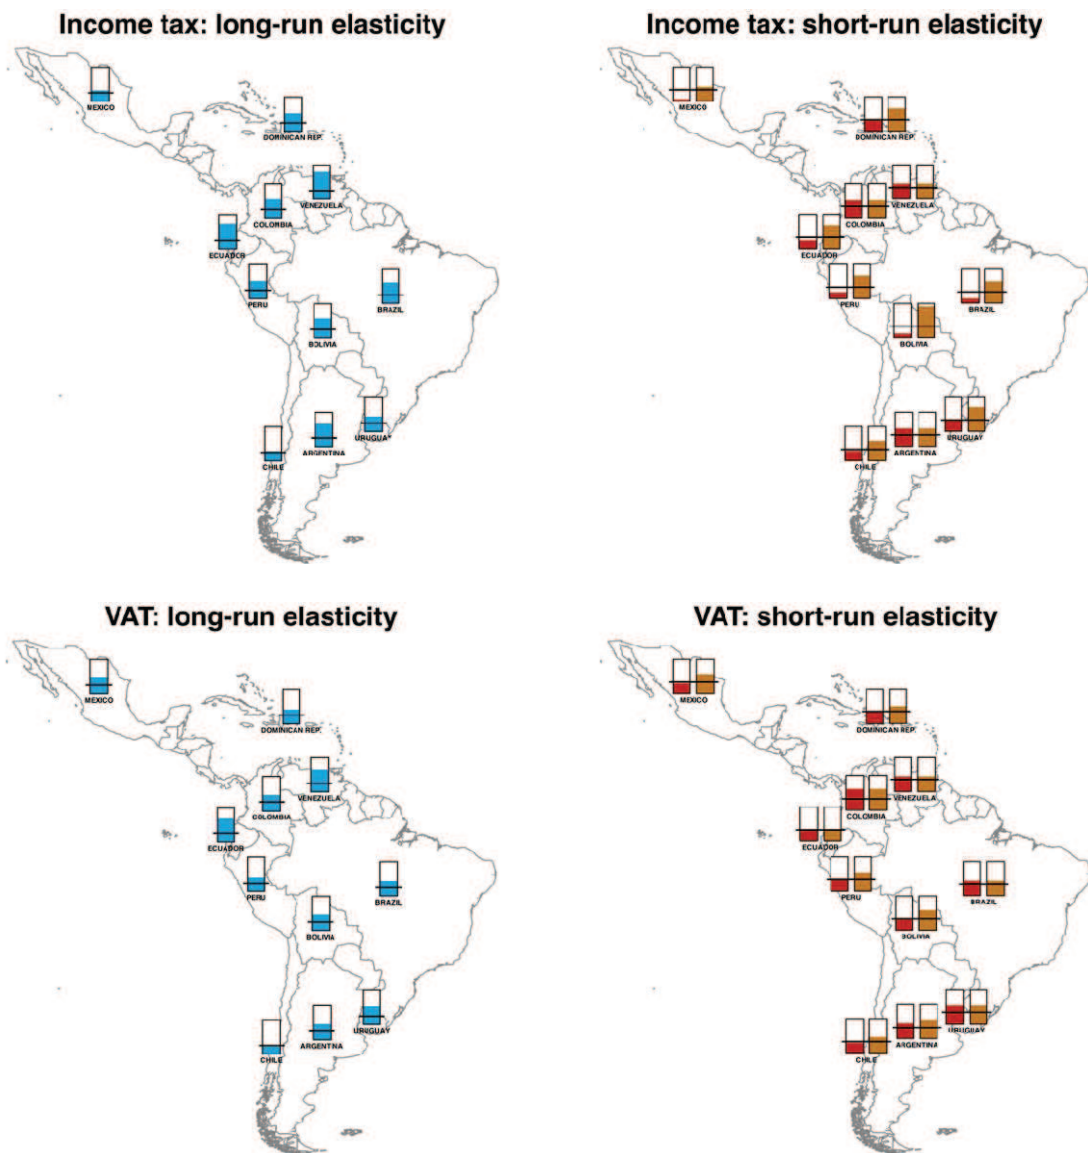 Income tax: long-run elasticity
MEXICO
DOMINICAN REP.
VENEZUELA
COLOMBIA
ECUADOR
PERU
BRAZIL
BOLIVIA
URUGUAY
ARGENTINA
CHILE
Income tax: short-run elasticity
MEXICO
DOMINICAN REP.
VENEZUELA
COLOMBIA
ECUADOR
PERU
BRAZIL
BOLIVIA
URUGUAY
ARGENTINA
CHILE
VAT: long-run elasticity
MEXICO
DOMINICAN REP.
VENEZUELA
COLOMBIA
ECUADOR
PERU
BRAZIL
BOLIVIA
URUGUAY
ARGENTINA
CHILE
VAT: short-run elasticity
MEXICO
DOMINICAN REP.
VENEZUELA
COLOMBIA
ECUADOR
PERU
BRAZIL
BOLIVIA
URUGUAY
ARGENTINA
CHILE